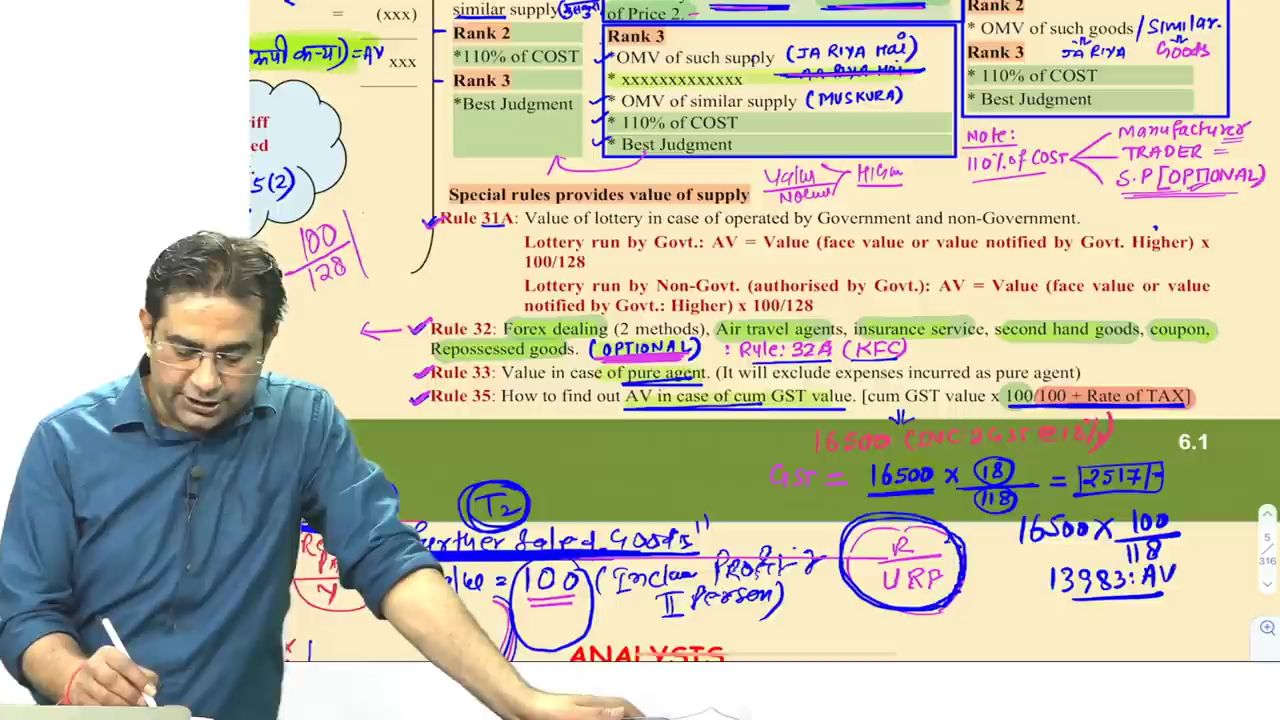 = (xxx)
xxx
similar supply
Rank 2
*110% of COST
Rank 3
*Best Judgment
of Price 2.
Rank 3
*OMV of such supply (JA RIYA HAI)
* xxxxxxxxxxxxx
* OMV of similar supply (MUSKURA)
* 110% of COST
* Best Judgment
Rank 2
* OMV of such goods / Similar Goods
Rank 3 JA RIYA
* 110% of COST
* Best Judgment
Note:
110% of COST
Manufacturer
TRADER =
S.P [OPTIONAL)
iff
ed
5(2)
100
128
Special rules provides value of supply
Higher
Rule 31A: Value of lottery in case of operated by Government and non-Government.
Lottery run by Govt.: AV = Value (face value or value notified by Govt. Higher) x
100/128
Lottery run by Non-Govt. (authorised by Govt.): AV = Value (face value or value
notified by Govt.: Higher) x 100/128
Rule 32: Forex dealing (2 methods), Air travel agents, insurance service, second hand goods, coupon,
Repossessed goods. (OPTIONAL) : Rule: 32A (KFC)
Rule 33: Value in case of pure agent. (It will exclude expenses incurred as pure agent)
Rule 35: How to find out AV in case of cum GST value. [cum GST value x 100/100 + Rate of TAX]
6.1
GST = 16500 x 18
118
= 2517/-
16500 x 100
118
13983: AV
T2
Goods"
= 100 (
II Person)
R
URP
ANALYSTS
5
/
316